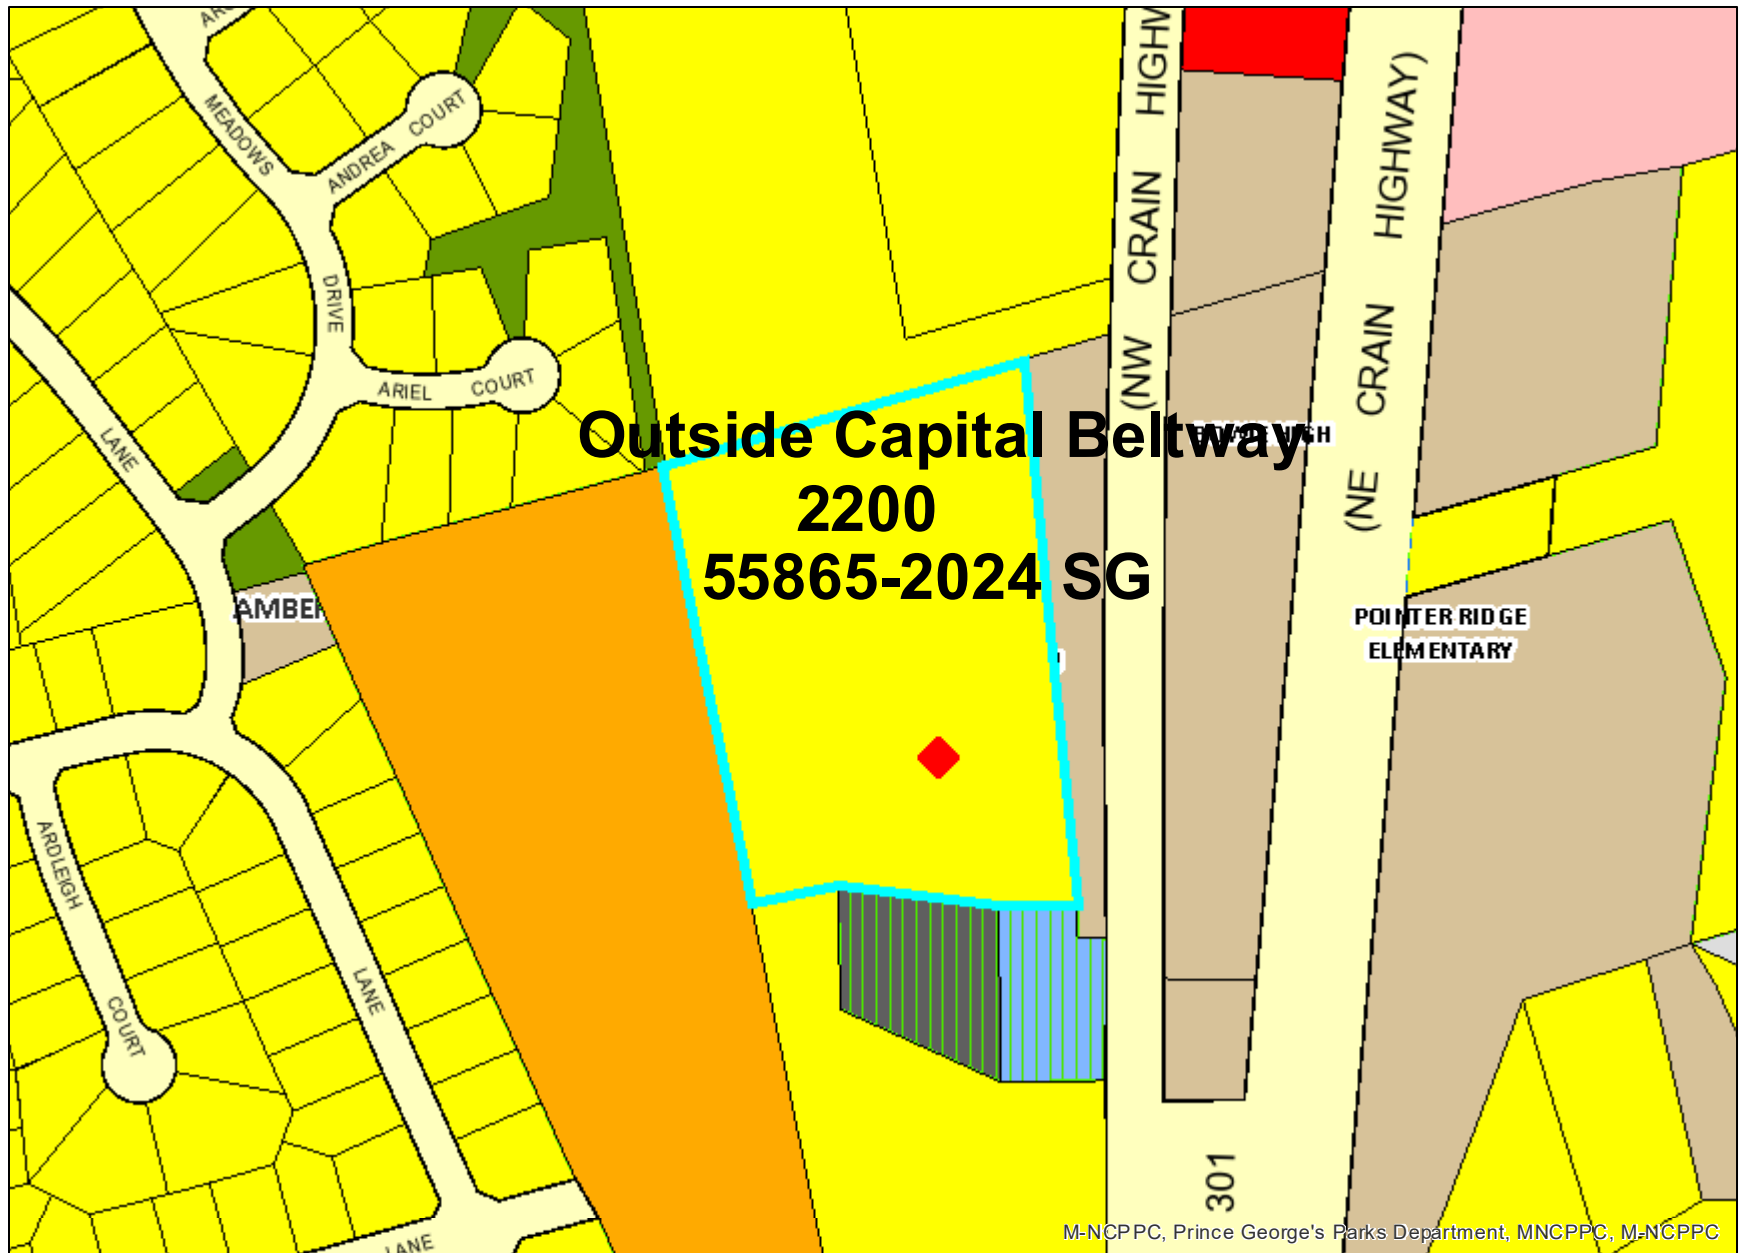 MEADOWS
ANDREA COURT
DRIVE
ARIEL COURT
LANE
(NW CRAIN HIGHW
(NE CRAIN HIGHWAY)
Outside Capital Beltway
2200
55865-2024 SG
AMBER
POINTER RIDGE
ELEMENTARY
ARDLEIGH COURT
LANE
301
LANE
M-NCPPC, Prince George's Parks Department, MNCPPC, M-NCPPC